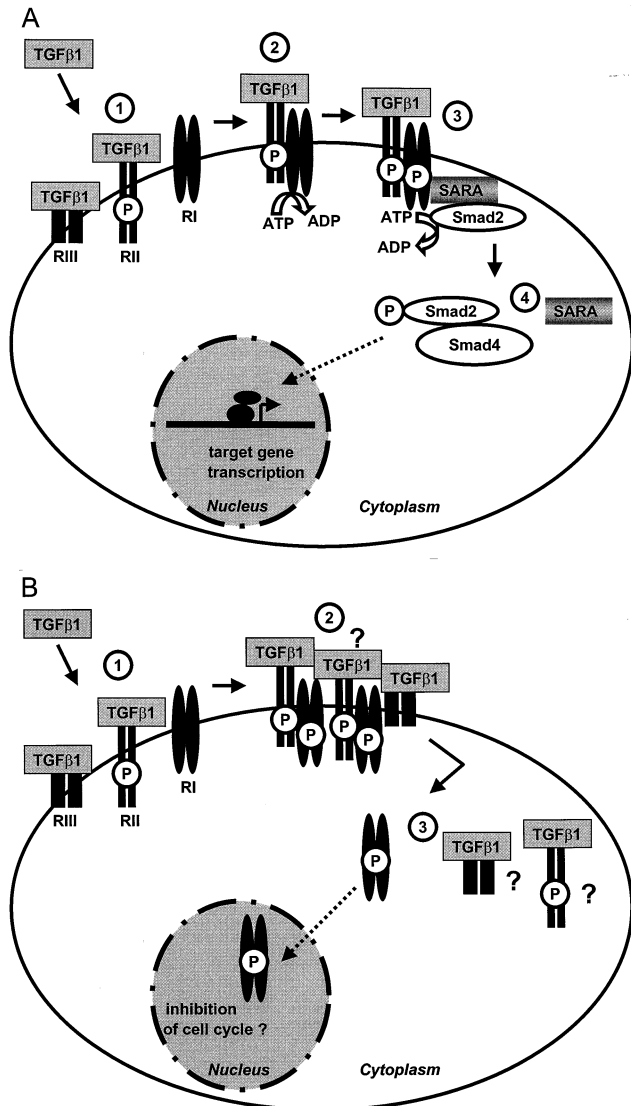 A
TGFβ1
1
2
TGFβ1
TGFβ1
3
TGFβ1
P
P
P
SARA
TGFβ1
P
RI
ATP
ADP
ATP
Smad2
RIII
RII
ADP
4
P
Smad2
SARA
Smad4
target gene
transcription
Nucleus
Cytoplasm
B
TGFβ1
1
2
?
TGFβ1
TGFβ1
TGFβ1
TGFβ1
P
P
P
P
TGFβ1
P
RI
RIII
RII
3
TGFβ1
TGFβ1
P
?
P
?
P
inhibition
of cell cycle ?
Nucleus
Cytoplasm